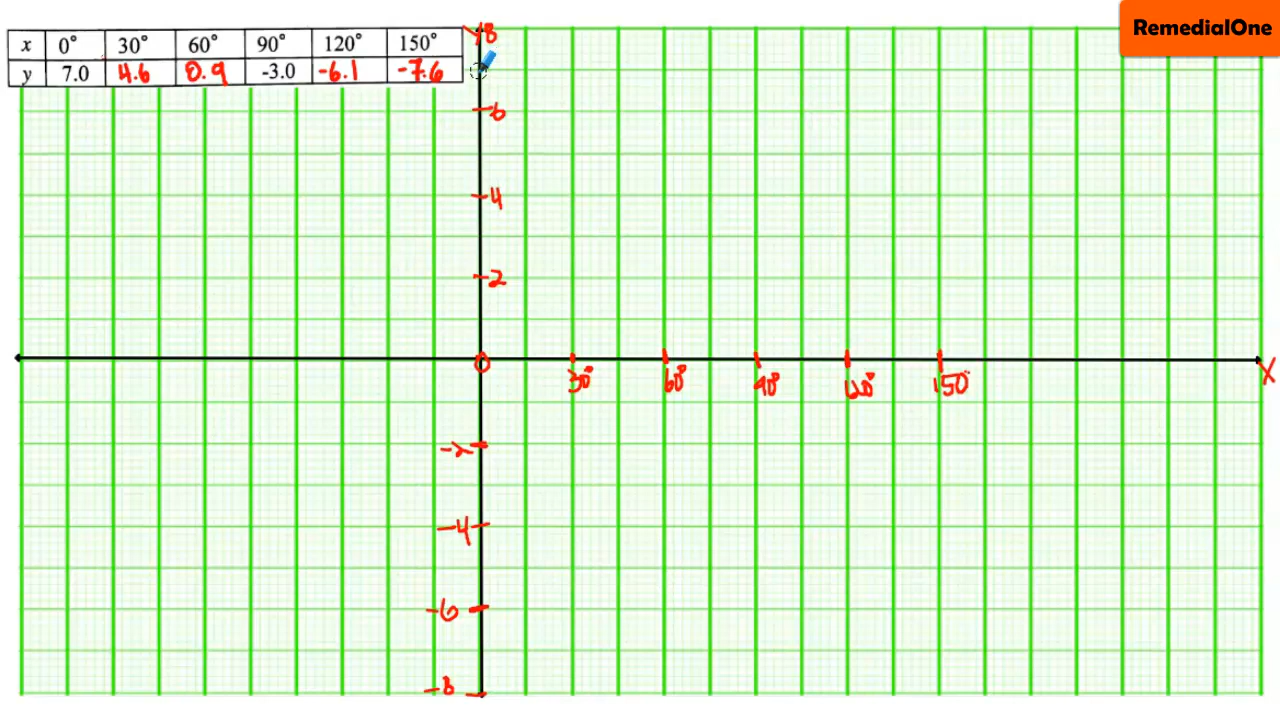 RemedialOne
x 0° 30° 60° 90° 120° 150°
y 7.0 4.6 0.9 -3.0 -6.1 -7.6
y 8
6
4
2
0 30° 60° 90° 120° 150° X
-2
-4
-6
-8